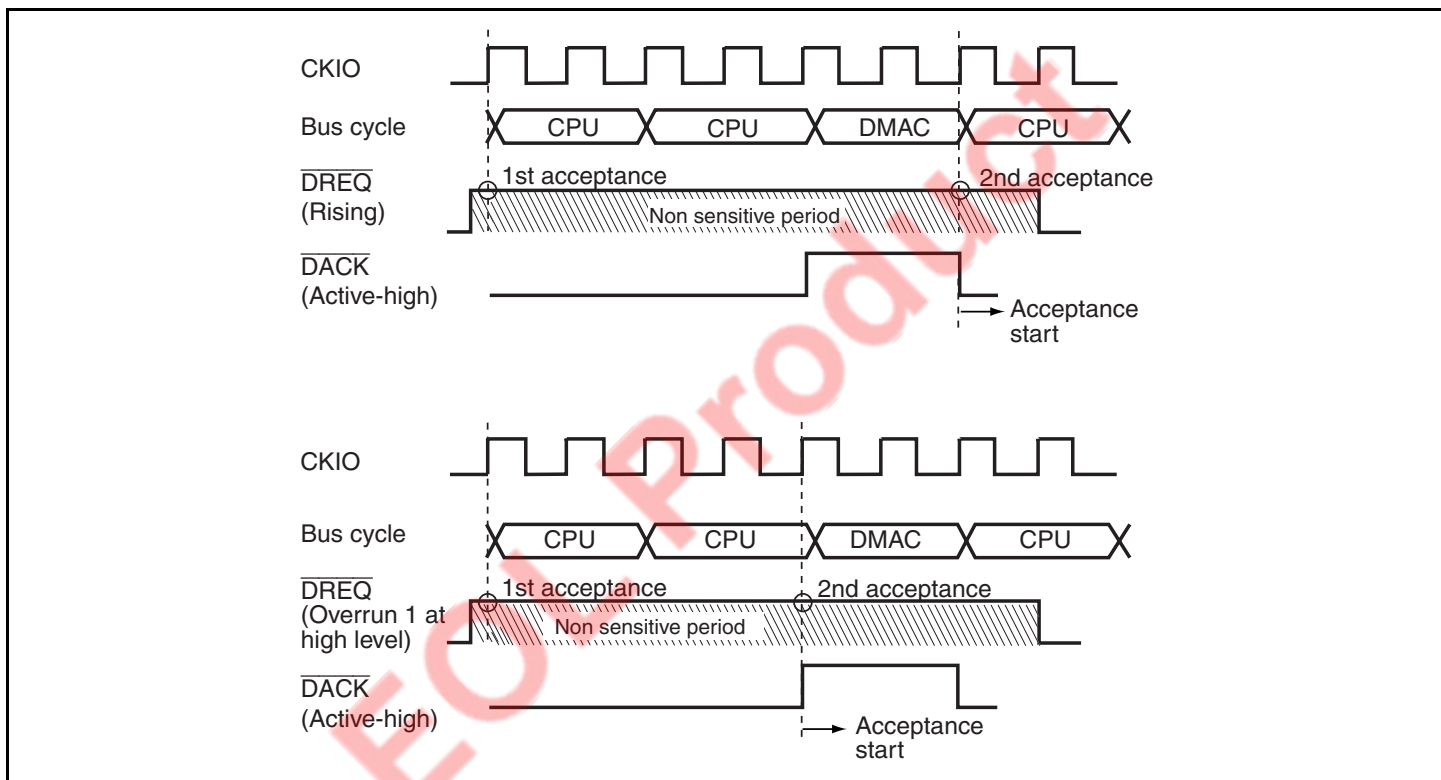 CKIO
Bus cycle
CPU CPU DMAC CPU
DREQ
(Rising)
1st acceptance
2nd acceptance
Non sensitive period
DACK
(Active-high)
Acceptance
start
CKIO
Bus cycle
CPU CPU DMAC CPU
DREQ
(Overrun 1 at
high level)
1st acceptance
2nd acceptance
Non sensitive period
DACK
(Active-high)
Acceptance
start
EOL Product